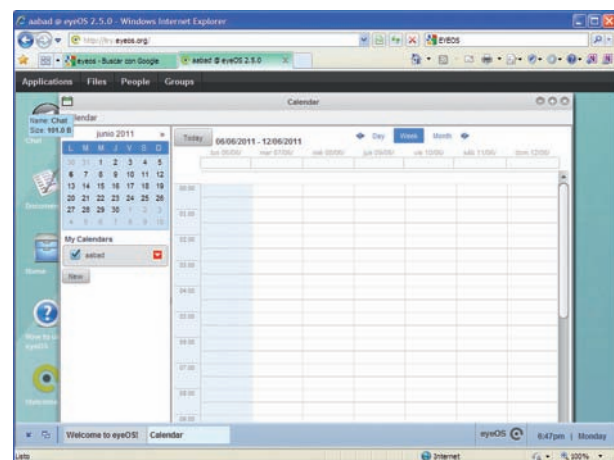 aabad @ eyeOS 2.5.0 - Windows Internet Explorer
eyeos.org/
EYEOS
eyeos - Buscar con Google
aabad @ eyeOS 2.5.0
Applications Files People Groups
Calendar
Name: Chat
Size: 101.0 B
Chat
junio 2011 »
Today
06/06/2011 - 12/06/2011
Day Week Month
L M M J V S D
30 31 1 2 3 4 5
6 7 8 9 10 11 12
13 14 15 16 17 18 19
20 21 22 23 24 25 26
27 28 29 30 1 2 3
4 5 6 7 8 9 10
00:00
01:00
02:00
03:00
04:00
05:00
06:00
07:00
08:00
My Calendars
aabad
New
Home
Welcome to eyeOS! Calendar
eyeOS
6:47pm | Monday
Listo
Internet
100%